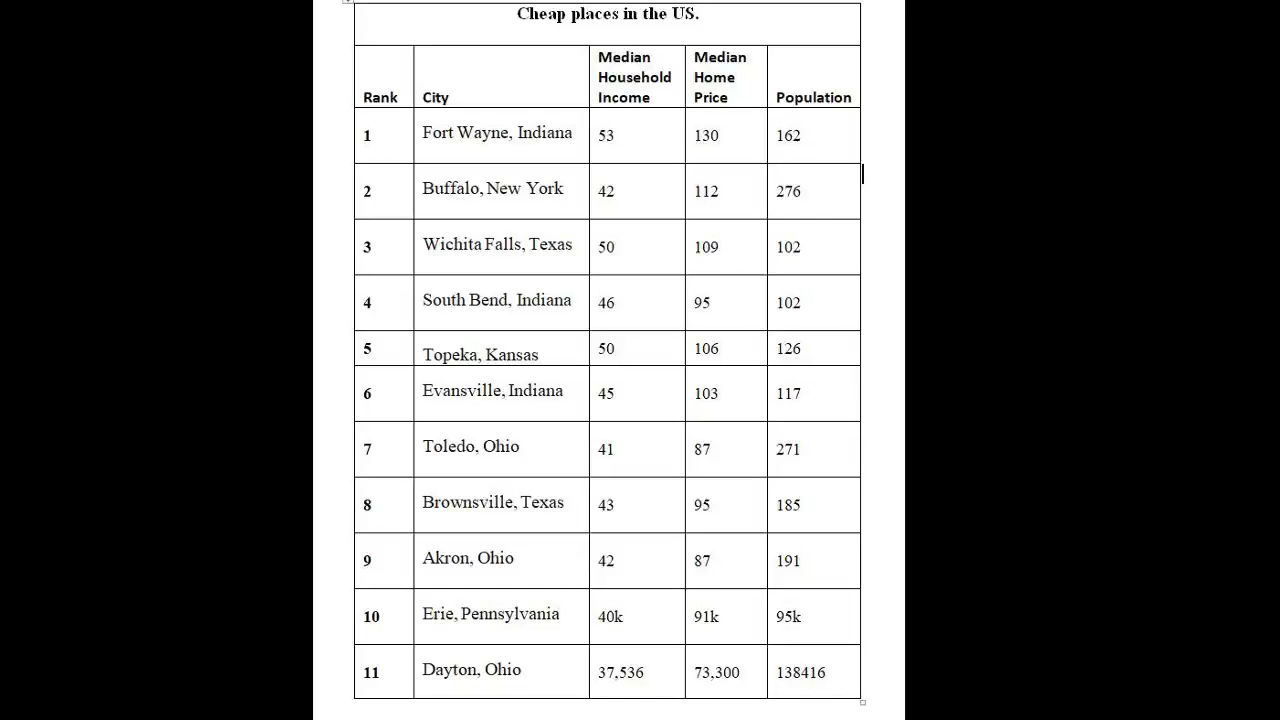 Cheap places in the US.
Rank City Median Household Income Median Home Price Population
1 Fort Wayne, Indiana 53 130 162
2 Buffalo, New York 42 112 276
3 Wichita Falls, Texas 50 109 102
4 South Bend, Indiana 46 95 102
5 Topeka, Kansas 50 106 126
6 Evansville, Indiana 45 103 117
7 Toledo, Ohio 41 87 271
8 Brownsville, Texas 43 95 185
9 Akron, Ohio 42 87 191
10 Erie, Pennsylvania 40k 91k 95k
11 Dayton, Ohio 37,536 73,300 138416